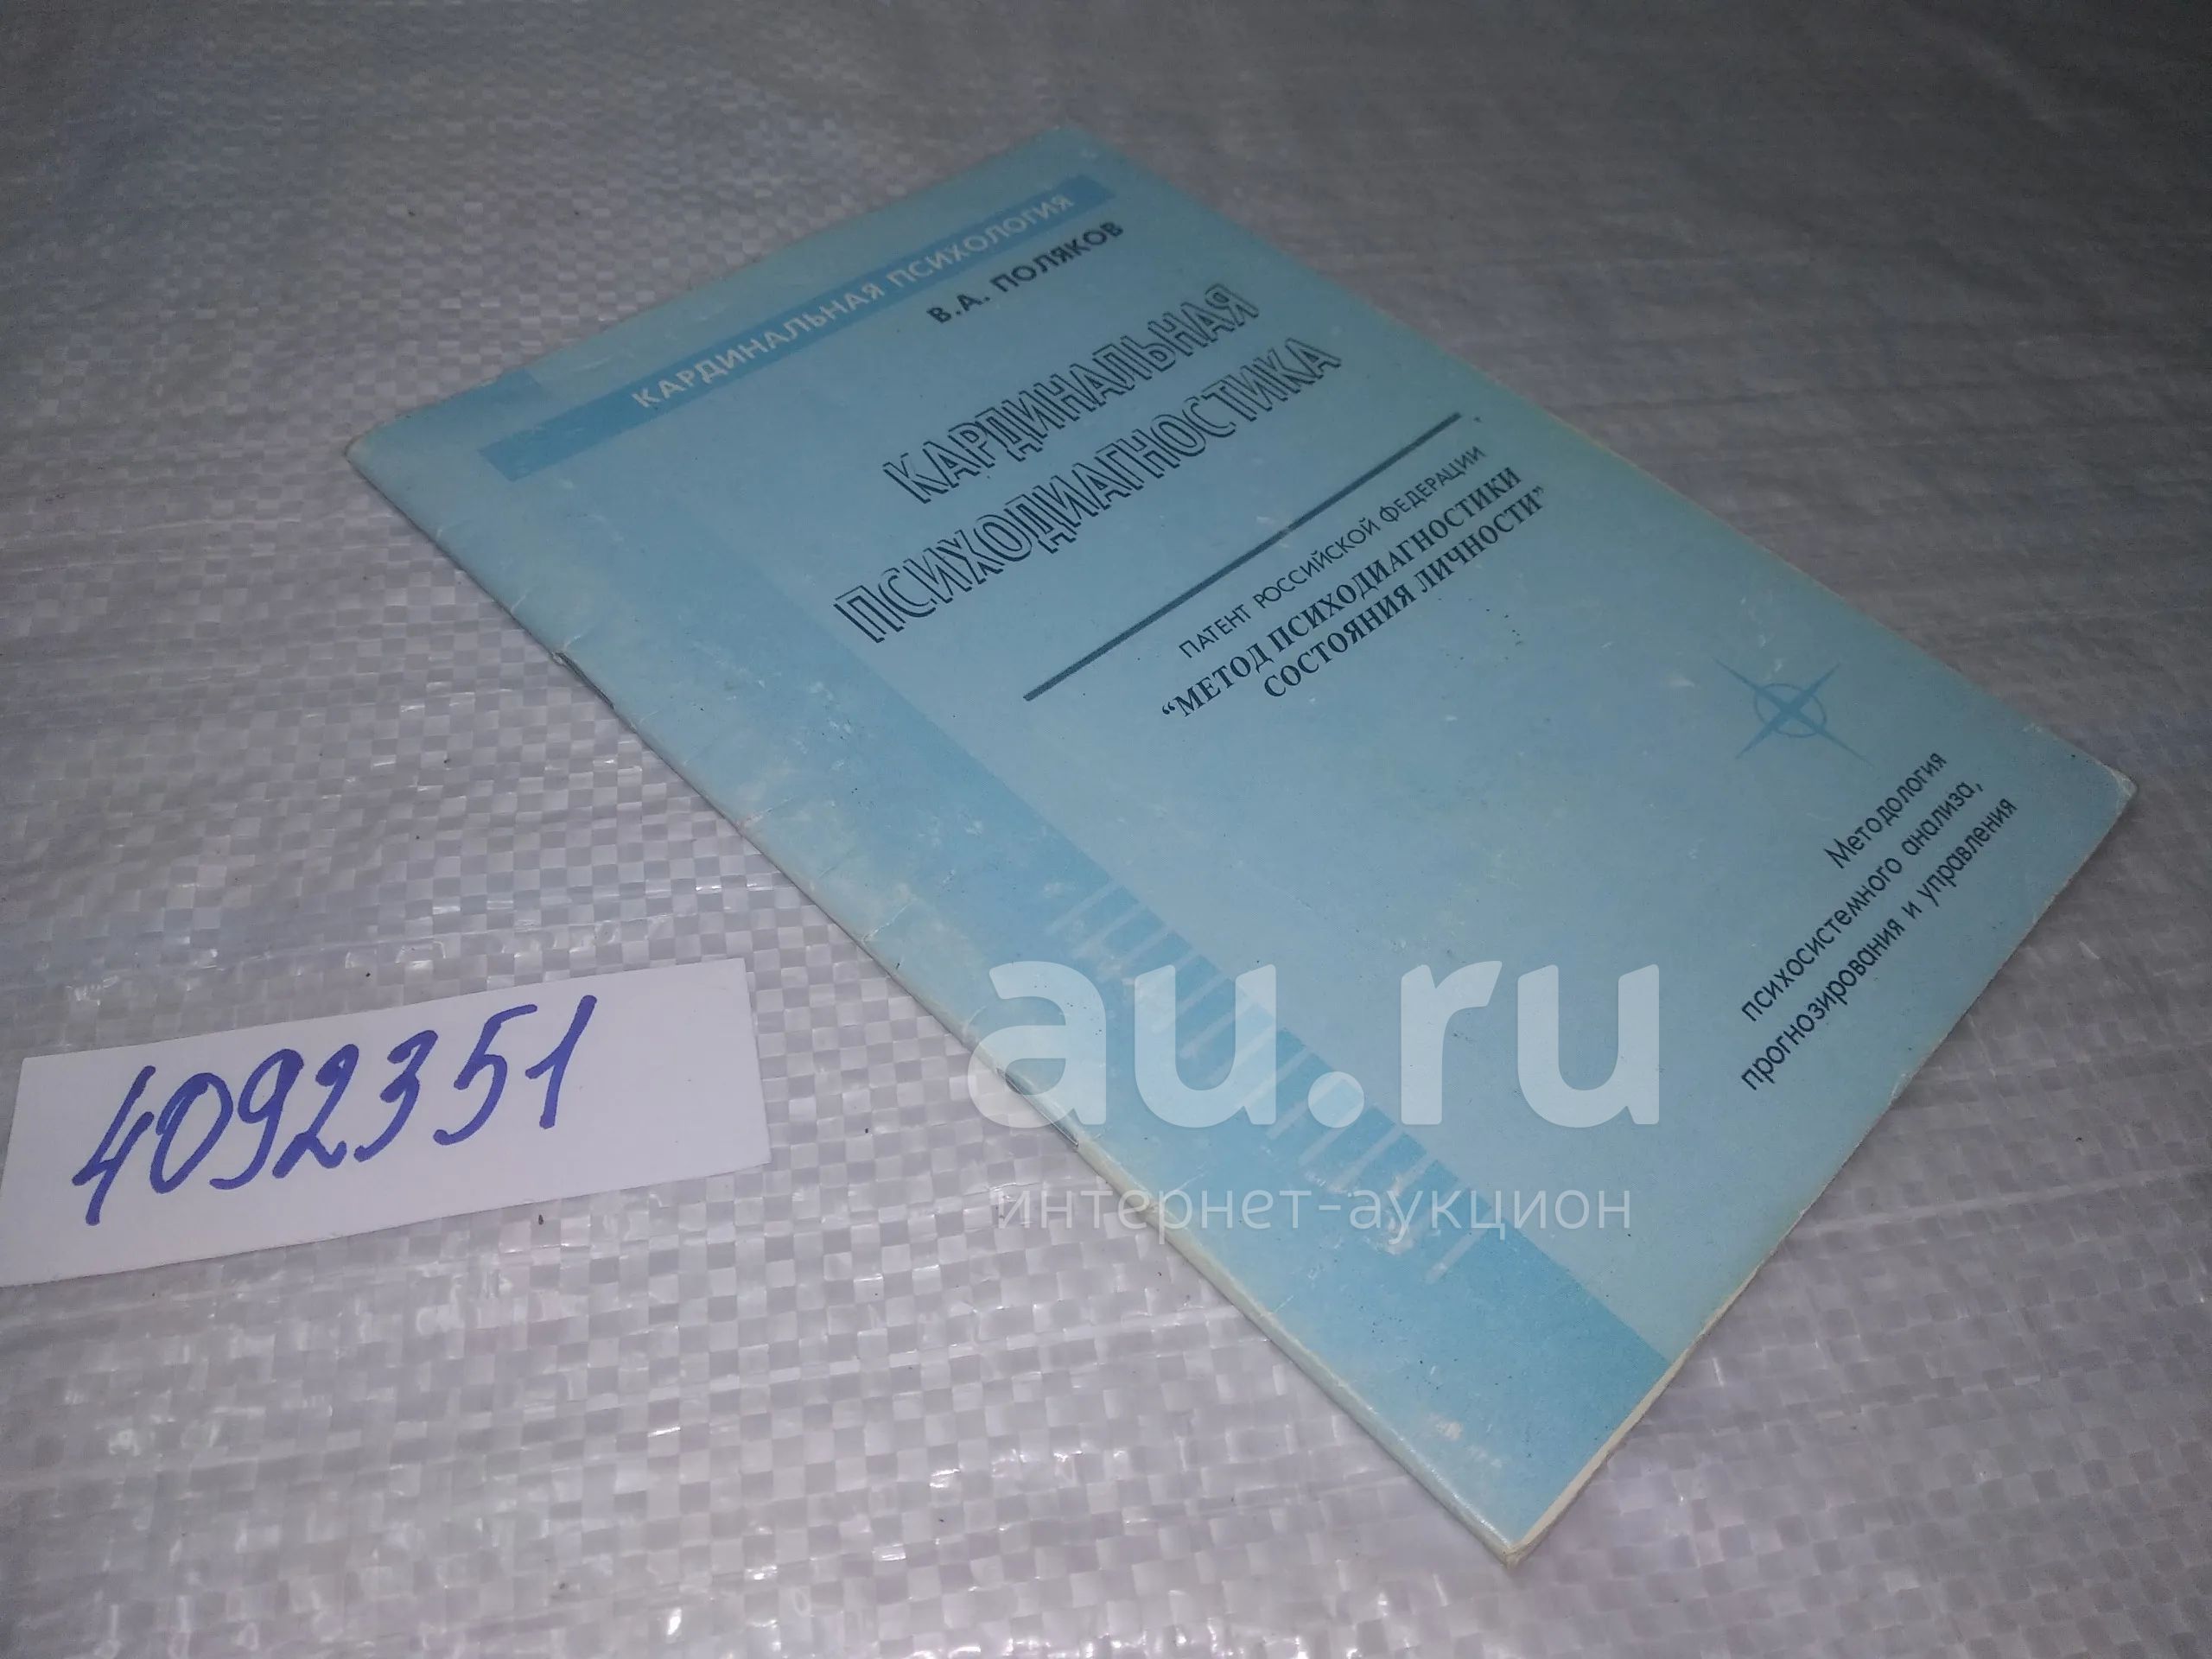 КАРДИНАЛЬНАЯ ПСИХОЛОГИЯ
В.А. ПОЛЯКОВ
КАРДИНАЛЬНАЯ
ПСИХОДИАГНОСТИКА
ПАТЕНТ РОССИЙСКОЙ ФЕДЕРАЦИИ
“МЕТОД ПСИХОДИАГНОСТИКИ
СОСТОЯНИЯ ЛИЧНОСТИ”
Методология
психосистемного анализа,
прогнозирования и управления
4092351
au.ru
интернет-аукцион